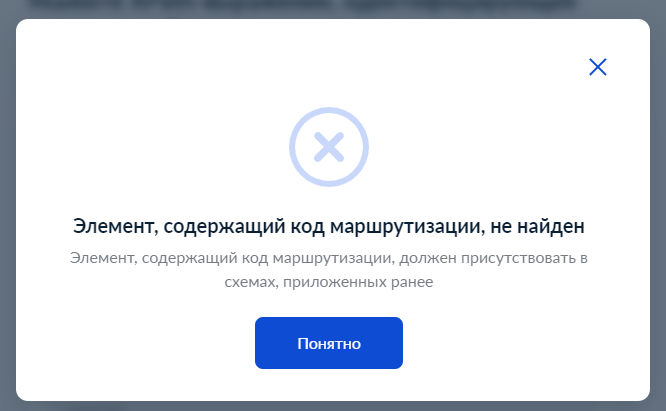 Элемент, содержащий код маршрутизации, не найден
Элемент, содержащий код маршрутизации, должен присутствовать в
схемах, приложенных ранее
Понятно